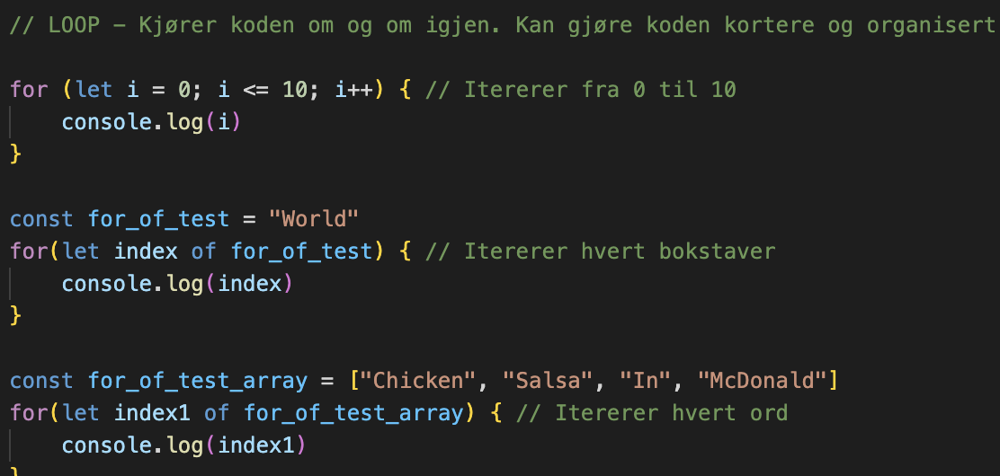 // LOOP – Kjører koden om og om igjen. Kan gjøre koden kortere og organisert
for (let i = 0; i <= 10; i++) { // Itererer fra 0 til 10
    console.log(i)
}
const for_of_test = "World"
for(let index of for_of_test) { // Itererer hvert bokstaver
    console.log(index)
}
const for_of_test_array = ["Chicken", "Salsa", "In", "McDonald"]
for(let index1 of for_of_test_array) { // Itererer hvert ord
    console.log(index1)
}